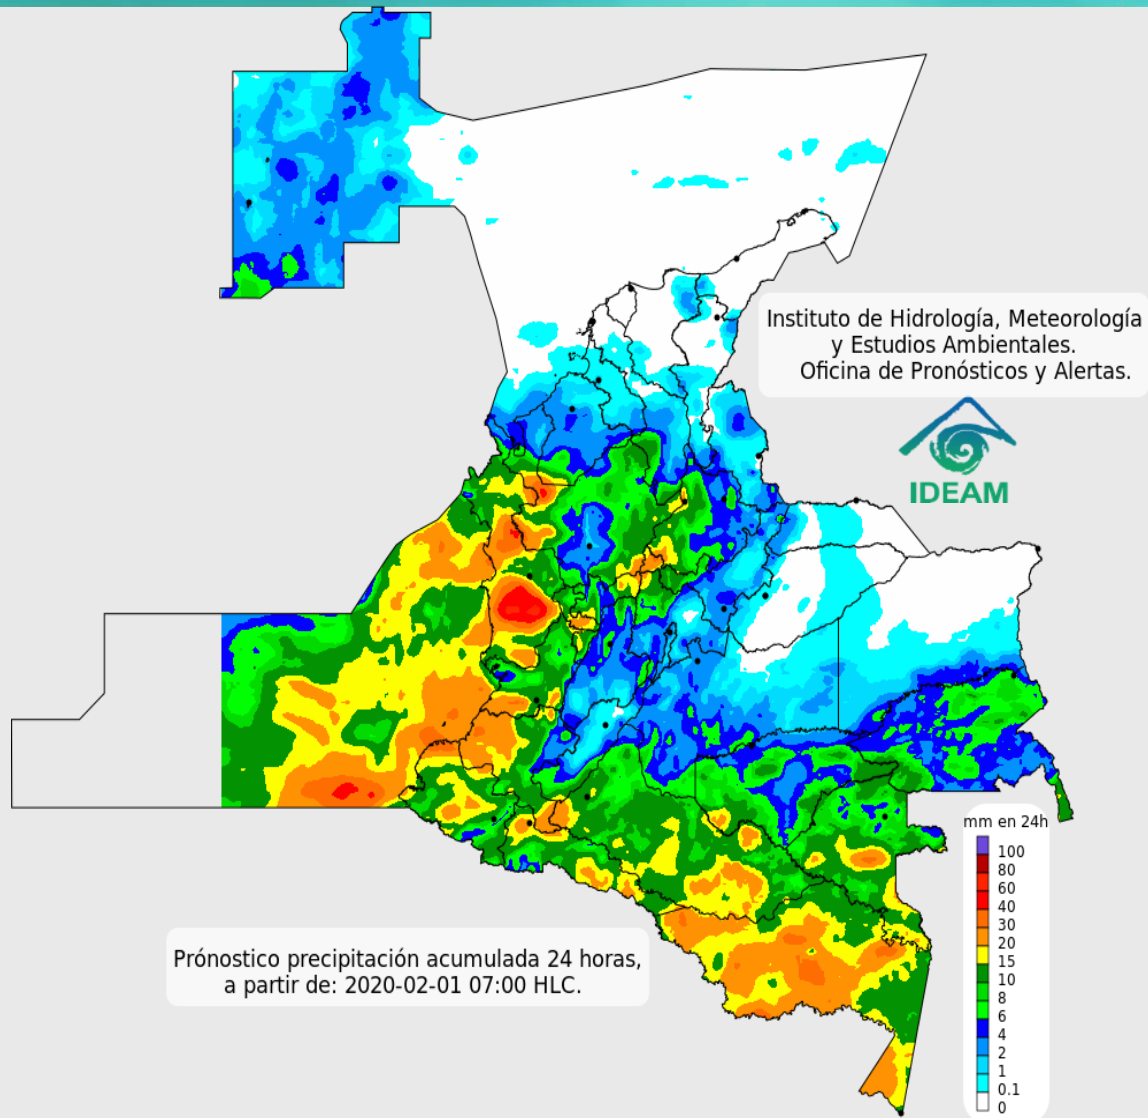 Instituto de Hidrología, Meteorología
y Estudios Ambientales.
Oficina de Pronósticos y Alertas.
IDEAM
mm en 24h
100
80
60
40
30
20
15
10
8
6
4
2
1
0.1
0
Prónostico precipitación acumulada 24 horas,
a partir de: 2020-02-01 07:00 HLC.